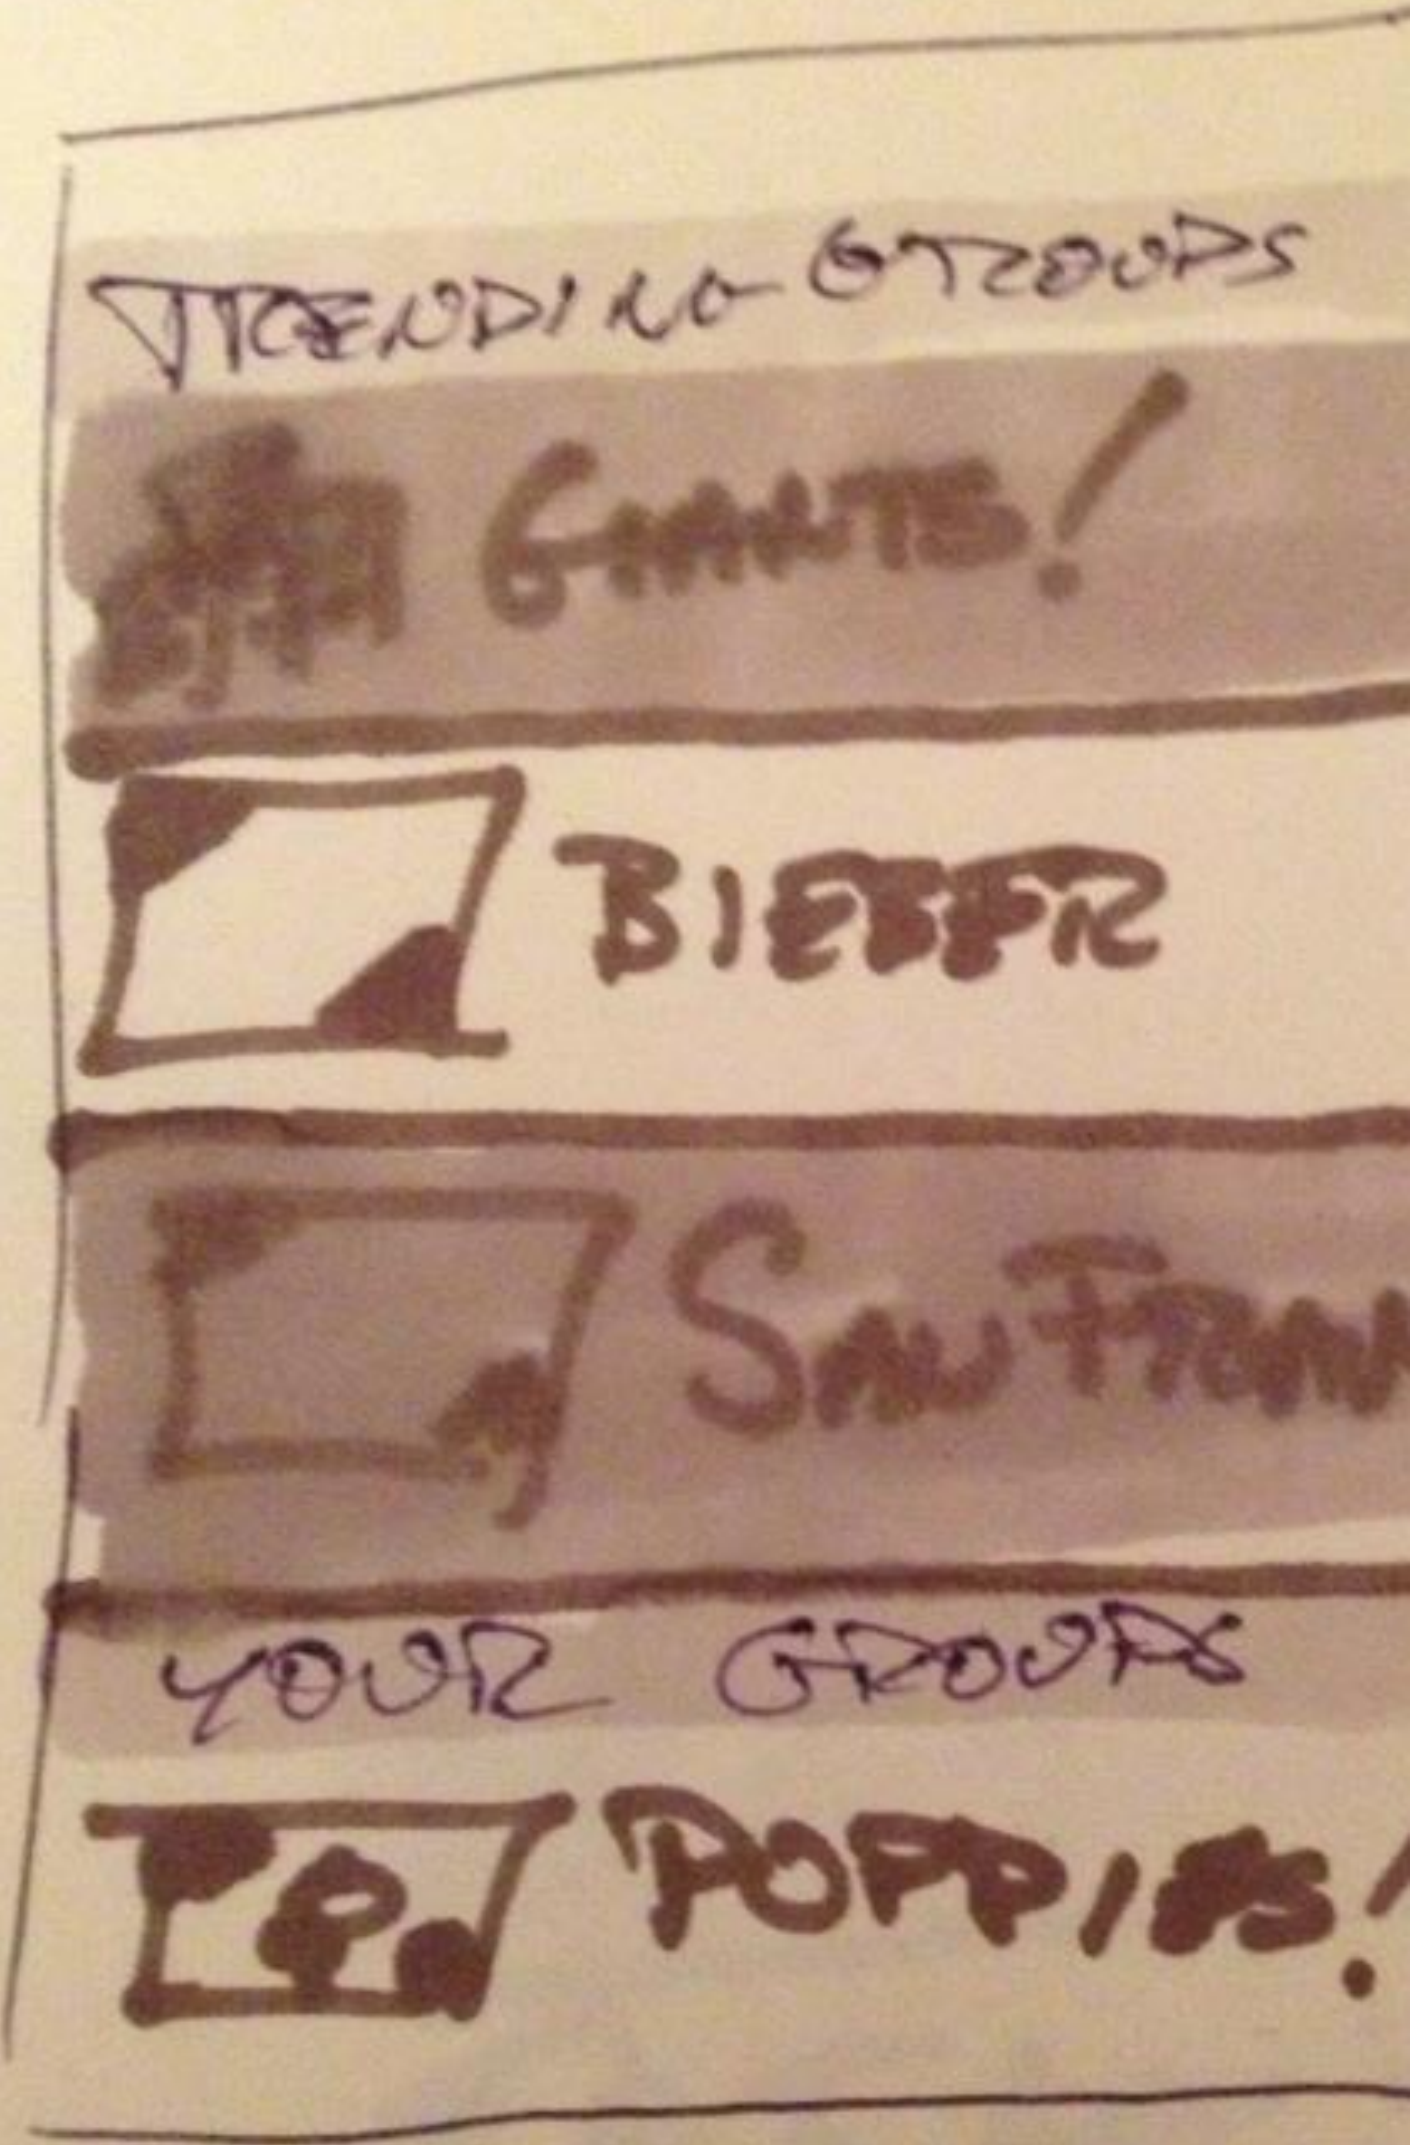 TRENDING GROUPS
GIANTS!
BIEBER
SAN FRAN
YOUR GROUPS
POPPIES!